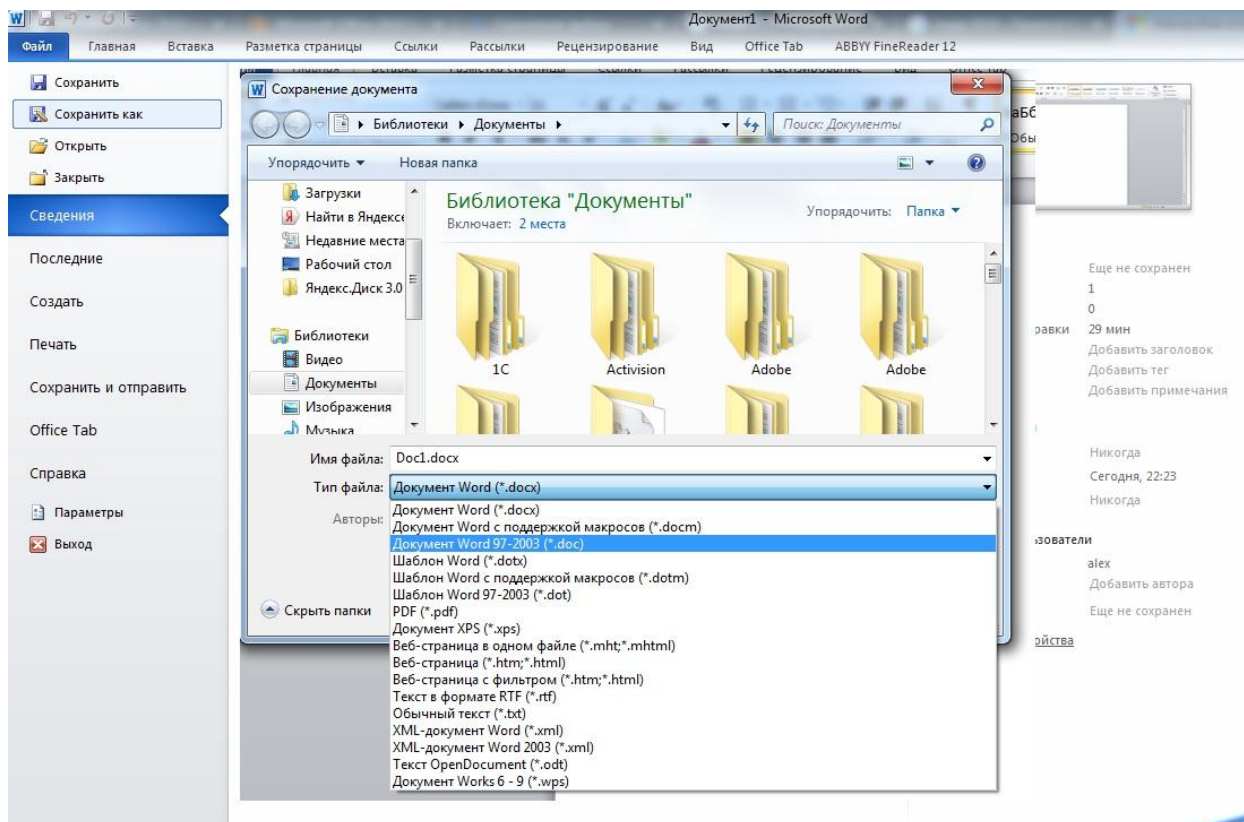 Документ1 - Microsoft Word
Файл Главная Вставка Разметка страницы Ссылки Рассылки Рецензирование Вид Office Tab ABBYY FineReader 12
Сохранить
Сохранить как
Открыть
Закрыть
Сведения
Последние
Создать
Печать
Сохранить и отправить
Office Tab
Справка
Параметры
Выход
Сохранение документа
Библиотеки Документы
Поиск: Документы
Упорядочить Новая папка
Загрузки
Найти в Яндексе
Недавние места
Рабочий стол
Яндекс.Диск 3.0
Библиотеки
Видео
Документы
Изображения
Музыка
Библиотека "Документы"
Включает: 2 места
Упорядочить: Папка
1C Activision Adobe Adobe
Имя файла: Doc1.docx
Тип файла: Документ Word (*.docx)
Авторы:
Документ Word (*.docx)
Документ Word с поддержкой макросов (*.docm)
Документ Word 97-2003 (*.doc)
Шаблон Word (*.dotx)
Шаблон Word с поддержкой макросов (*.dotm)
Шаблон Word 97-2003 (*.dot)
PDF (*.pdf)
Документ XPS (*.xps)
Веб-страница в одном файле (*.mht;*.mhtml)
Веб-страница (*.htm;*.html)
Веб-страница с фильтром (*.htm;*.html)
Текст в формате RTF (*.rtf)
Обычный текст (*.txt)
XML-документ Word (*.xml)
XML-документ Word 2003 (*.xml)
Текст OpenDocument (*.odt)
Документ Works 6 - 9 (*.wps)
Скрыть папки
Еще не сохранен
1
0
равки 29 мин
Добавить заголовок
Добавить тег
Добавить примечания
Никогда
Сегодня, 22:23
Никогда
зователи
alex
Добавить автора
Еще не сохранен
ойства